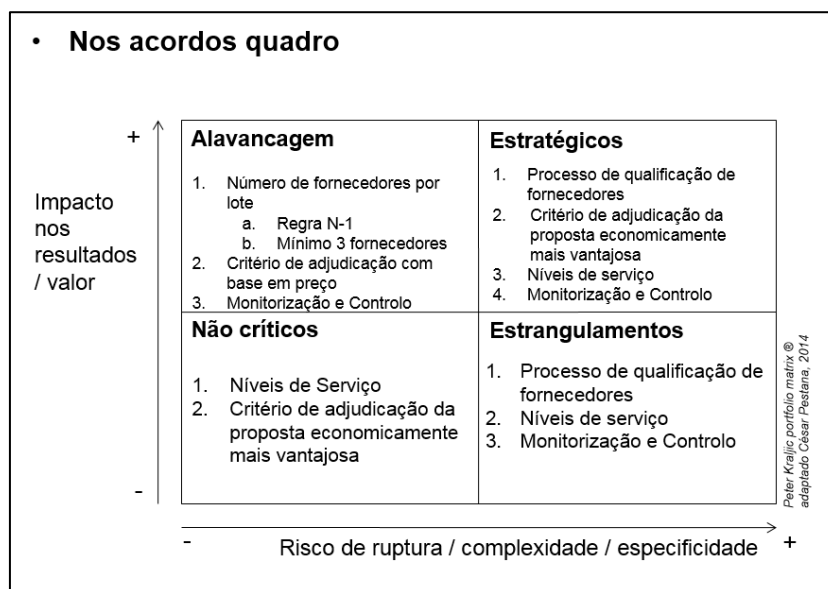 • Nos acordos quadro
+
Impacto
nos
resultados
/ valor
-
Alavancagem
1. Número de fornecedores por
lote
a. Regra N-1
b. Mínimo 3 fornecedores
2. Critério de adjudicação com
base em preço
3. Monitorização e Controlo
Estratégicos
1. Processo de qualificação de
fornecedores
2. Critério de adjudicação da
proposta economicamente
mais vantajosa
3. Níveis de serviço
4. Monitorização e Controlo
Não críticos
1. Níveis de Serviço
2. Critério de adjudicação da
proposta economicamente
mais vantajosa
Estrangulamentos
1. Processo de qualificação de
fornecedores
2. Níveis de serviço
3. Monitorização e Controlo
Peter Kraljic portfolio matrix ®
adaptado César Pestana, 2014
- Risco de ruptura / complexidade / especificidade +